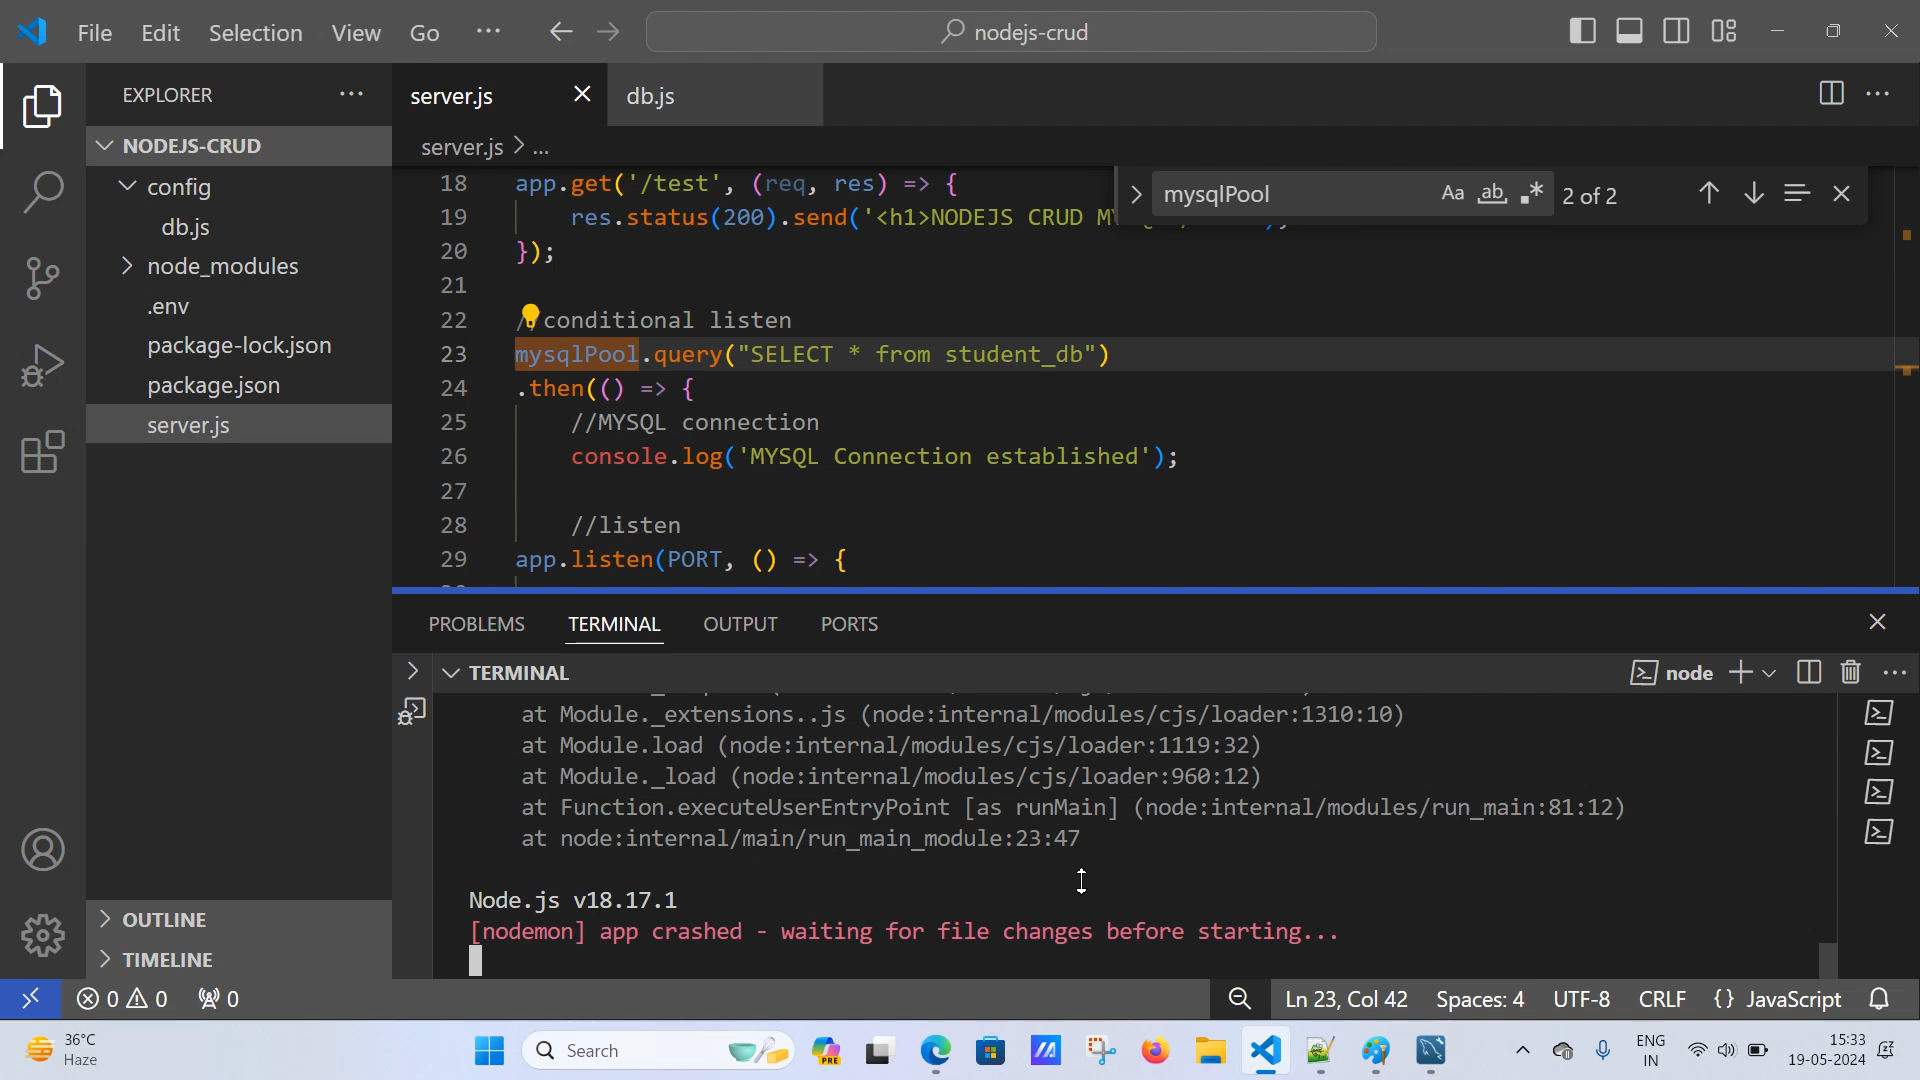 File Edit Selection View Go ... nodejs-crud
EXPLORER ...
server.js
db.js
NODEJS-CRUD
config
db.js
node_modules
.env
package-lock.json
package.json
server.js
OUTLINE
TIMELINE
server.js > ...
mysqlPool Aa ab .* 2 of 2
18 app.get('/test', (req, res) => {
19 res.status(200).send('<h1>NODEJS CRUD
20 });
21
22 //conditional listen
23 mysqlPool.query("SELECT * from student_db")
24 .then(() => {
25 //MYSQL connection
26 console.log('MYSQL Connection established');
27
28 //listen
29 app.listen(PORT, () => {
PROBLEMS TERMINAL OUTPUT PORTS
TERMINAL node
at Module._extensions..js (node:internal/modules/cjs/loader:1310:10)
at Module.load (node:internal/modules/cjs/loader:1119:32)
at Module._load (node:internal/modules/cjs/loader:960:12)
at Function.executeUserEntryPoint [as runMain] (node:internal/modules/run_main:81:12)
at node:internal/main/run_main_module:23:47
Node.js v18.17.1
[nodemon] app crashed - waiting for file changes before starting...
0 0 0 Ln 23, Col 42 Spaces: 4 UTF-8 CRLF {} JavaScript
36°C
Haze
Search
PRE
ENG
IN
15:33
19-05-2024